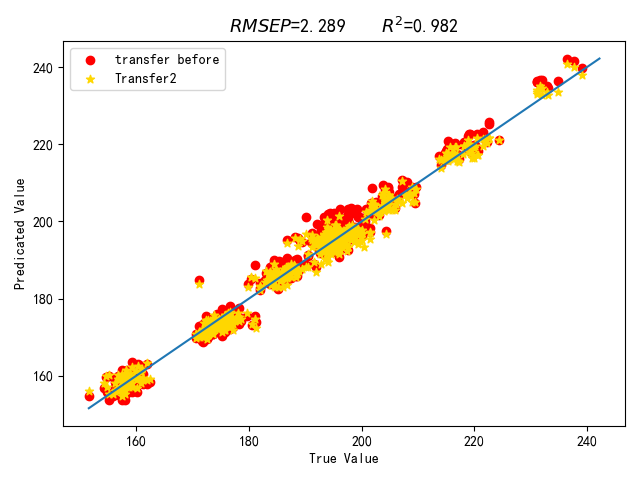 RMSEP=2.289 R²=0.982
transfer before
Transfer2
240
220
200
180
160
Predicated Value
160 180 200 220 240
True Value